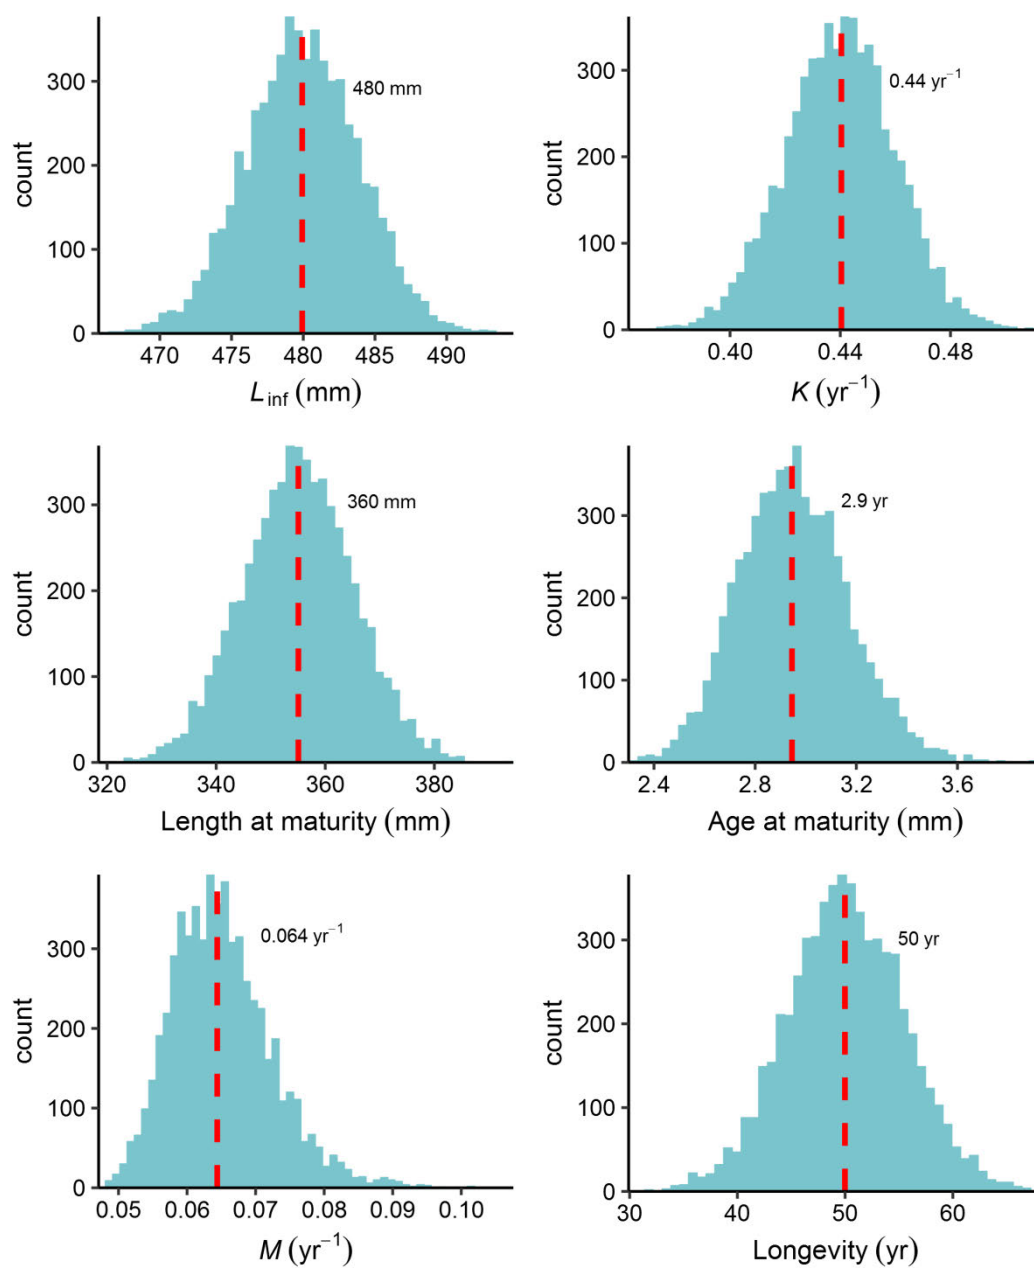 300
200
100
0
count
480 mm
470 475 480 485 490
L inf (mm)
300
200
100
0
count
0.44 yr⁻¹
0.40 0.44 0.48
K (yr⁻¹)
300
200
100
0
count
360 mm
320 340 360 380
Length at maturity (mm)
300
200
100
0
count
2.9 yr
2.4 2.8 3.2 3.6
Age at maturity (mm)
300
200
100
0
count
0.064 yr⁻¹
0.05 0.06 0.07 0.08 0.09 0.10
M (yr⁻¹)
300
200
100
0
count
50 yr
30 40 50 60
Longevity (yr)